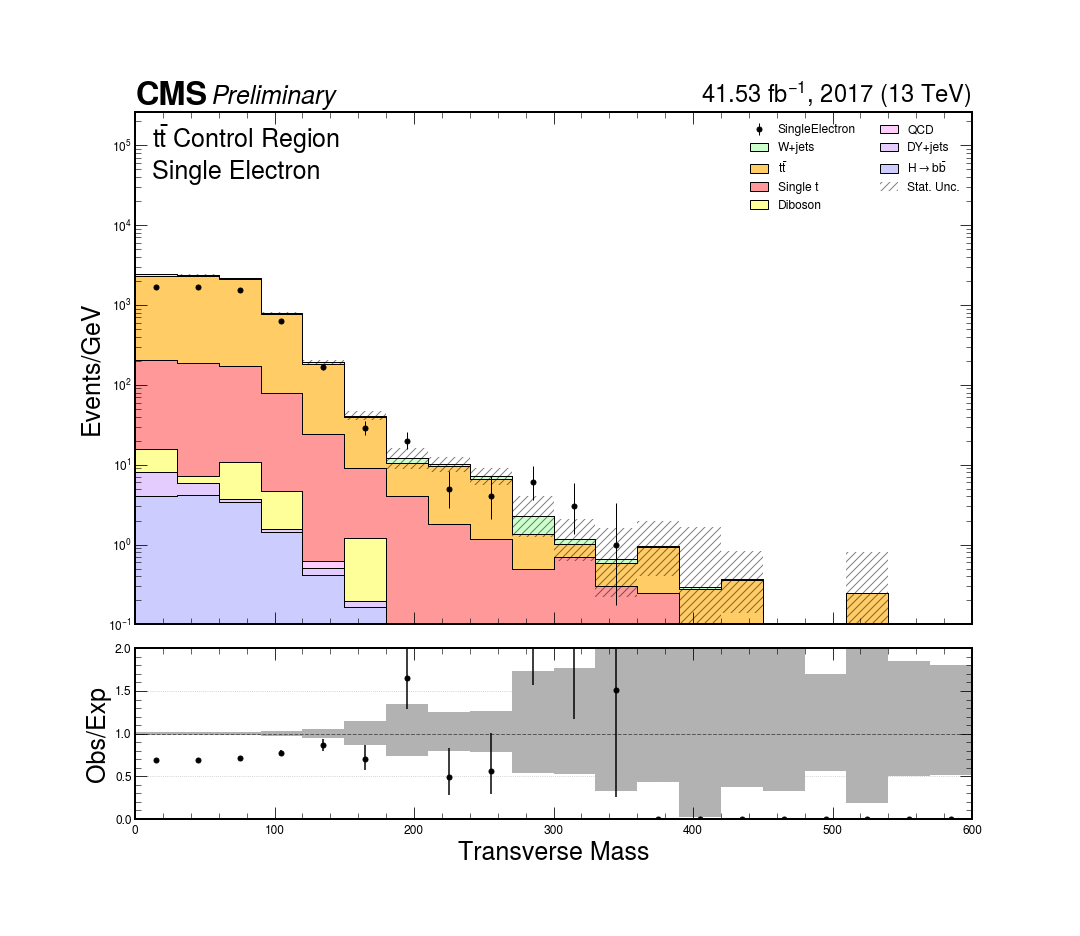 CMS Preliminary
41.53 fb⁻¹, 2017 (13 TeV)
tt̄ Control Region
Single Electron
SingleElectron
W+jets
tt̄
Single t
Diboson
QCD
DY+jets
H→bb̄
Stat. Unc.
Events/GeV
10⁵
10⁴
10³
10²
10¹
10⁰
10⁻¹
Obs/Exp
2.0
1.5
1.0
0.5
0.0
0 100 200 300 400 500 600
Transverse Mass